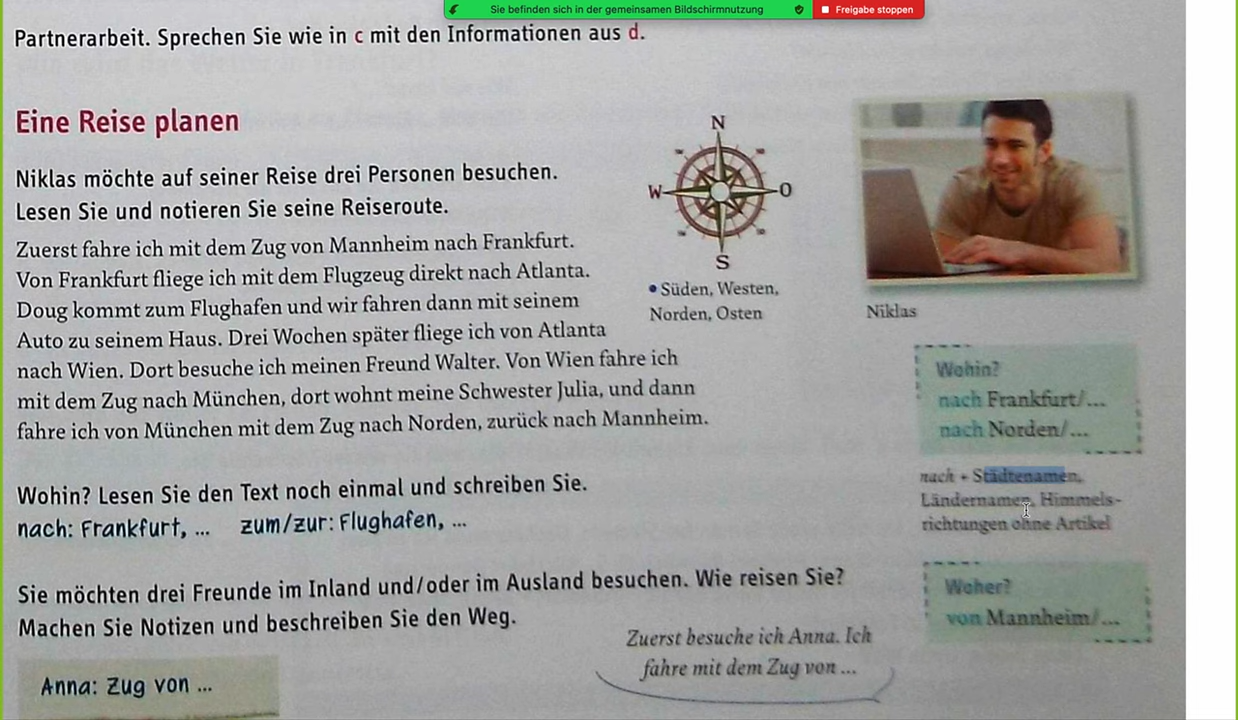 Sie befinden sich in der gemeinsamen Bildschirmnutzung
Freigabe stoppen
Partnerarbeit. Sprechen Sie wie in c mit den Informationen aus d.
Eine Reise planen
Niklas möchte auf seiner Reise drei Personen besuchen.
Lesen Sie und notieren Sie seine Reiseroute.
Zuerst fahre ich mit dem Zug von Mannheim nach Frankfurt.
Von Frankfurt fliege ich mit dem Flugzeug direkt nach Atlanta.
Doug kommt zum Flughafen und wir fahren dann mit seinem
Auto zu seinem Haus. Drei Wochen später fliege ich von Atlanta
nach Wien. Dort besuche ich meinen Freund Walter. Von Wien fahre ich
mit dem Zug nach München, dort wohnt meine Schwester Julia, und dann
fahre ich von München mit dem Zug nach Norden, zurück nach Mannheim.
N
W
O
S
• Süden, Westen,
Norden, Osten
Niklas
Wohin?
nach Frankfurt/...
nach Norden/...
nach + Städtenamen,
Ländernamen, Himmels-
richtungen ohne Artikel
Wohin? Lesen Sie den Text noch einmal und schreiben Sie.
nach: Frankfurt, ... zum/zur: Flughafen, ...
Woher?
von Mannheim/...
Sie möchten drei Freunde im Inland und/oder im Ausland besuchen. Wie reisen Sie?
Machen Sie Notizen und beschreiben Sie den Weg.
Anna: Zug von ...
Zuerst besuche ich Anna. Ich
fahre mit dem Zug von ...